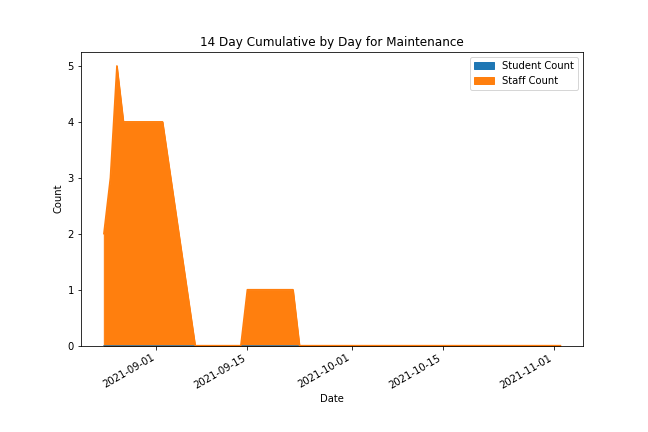 14 Day Cumulative by Day for Maintenance
Student Count
Staff Count
5
4
3
2
1
0
Count
2021-09-01
2021-09-15
2021-10-01
2021-10-15
2021-11-01
Date